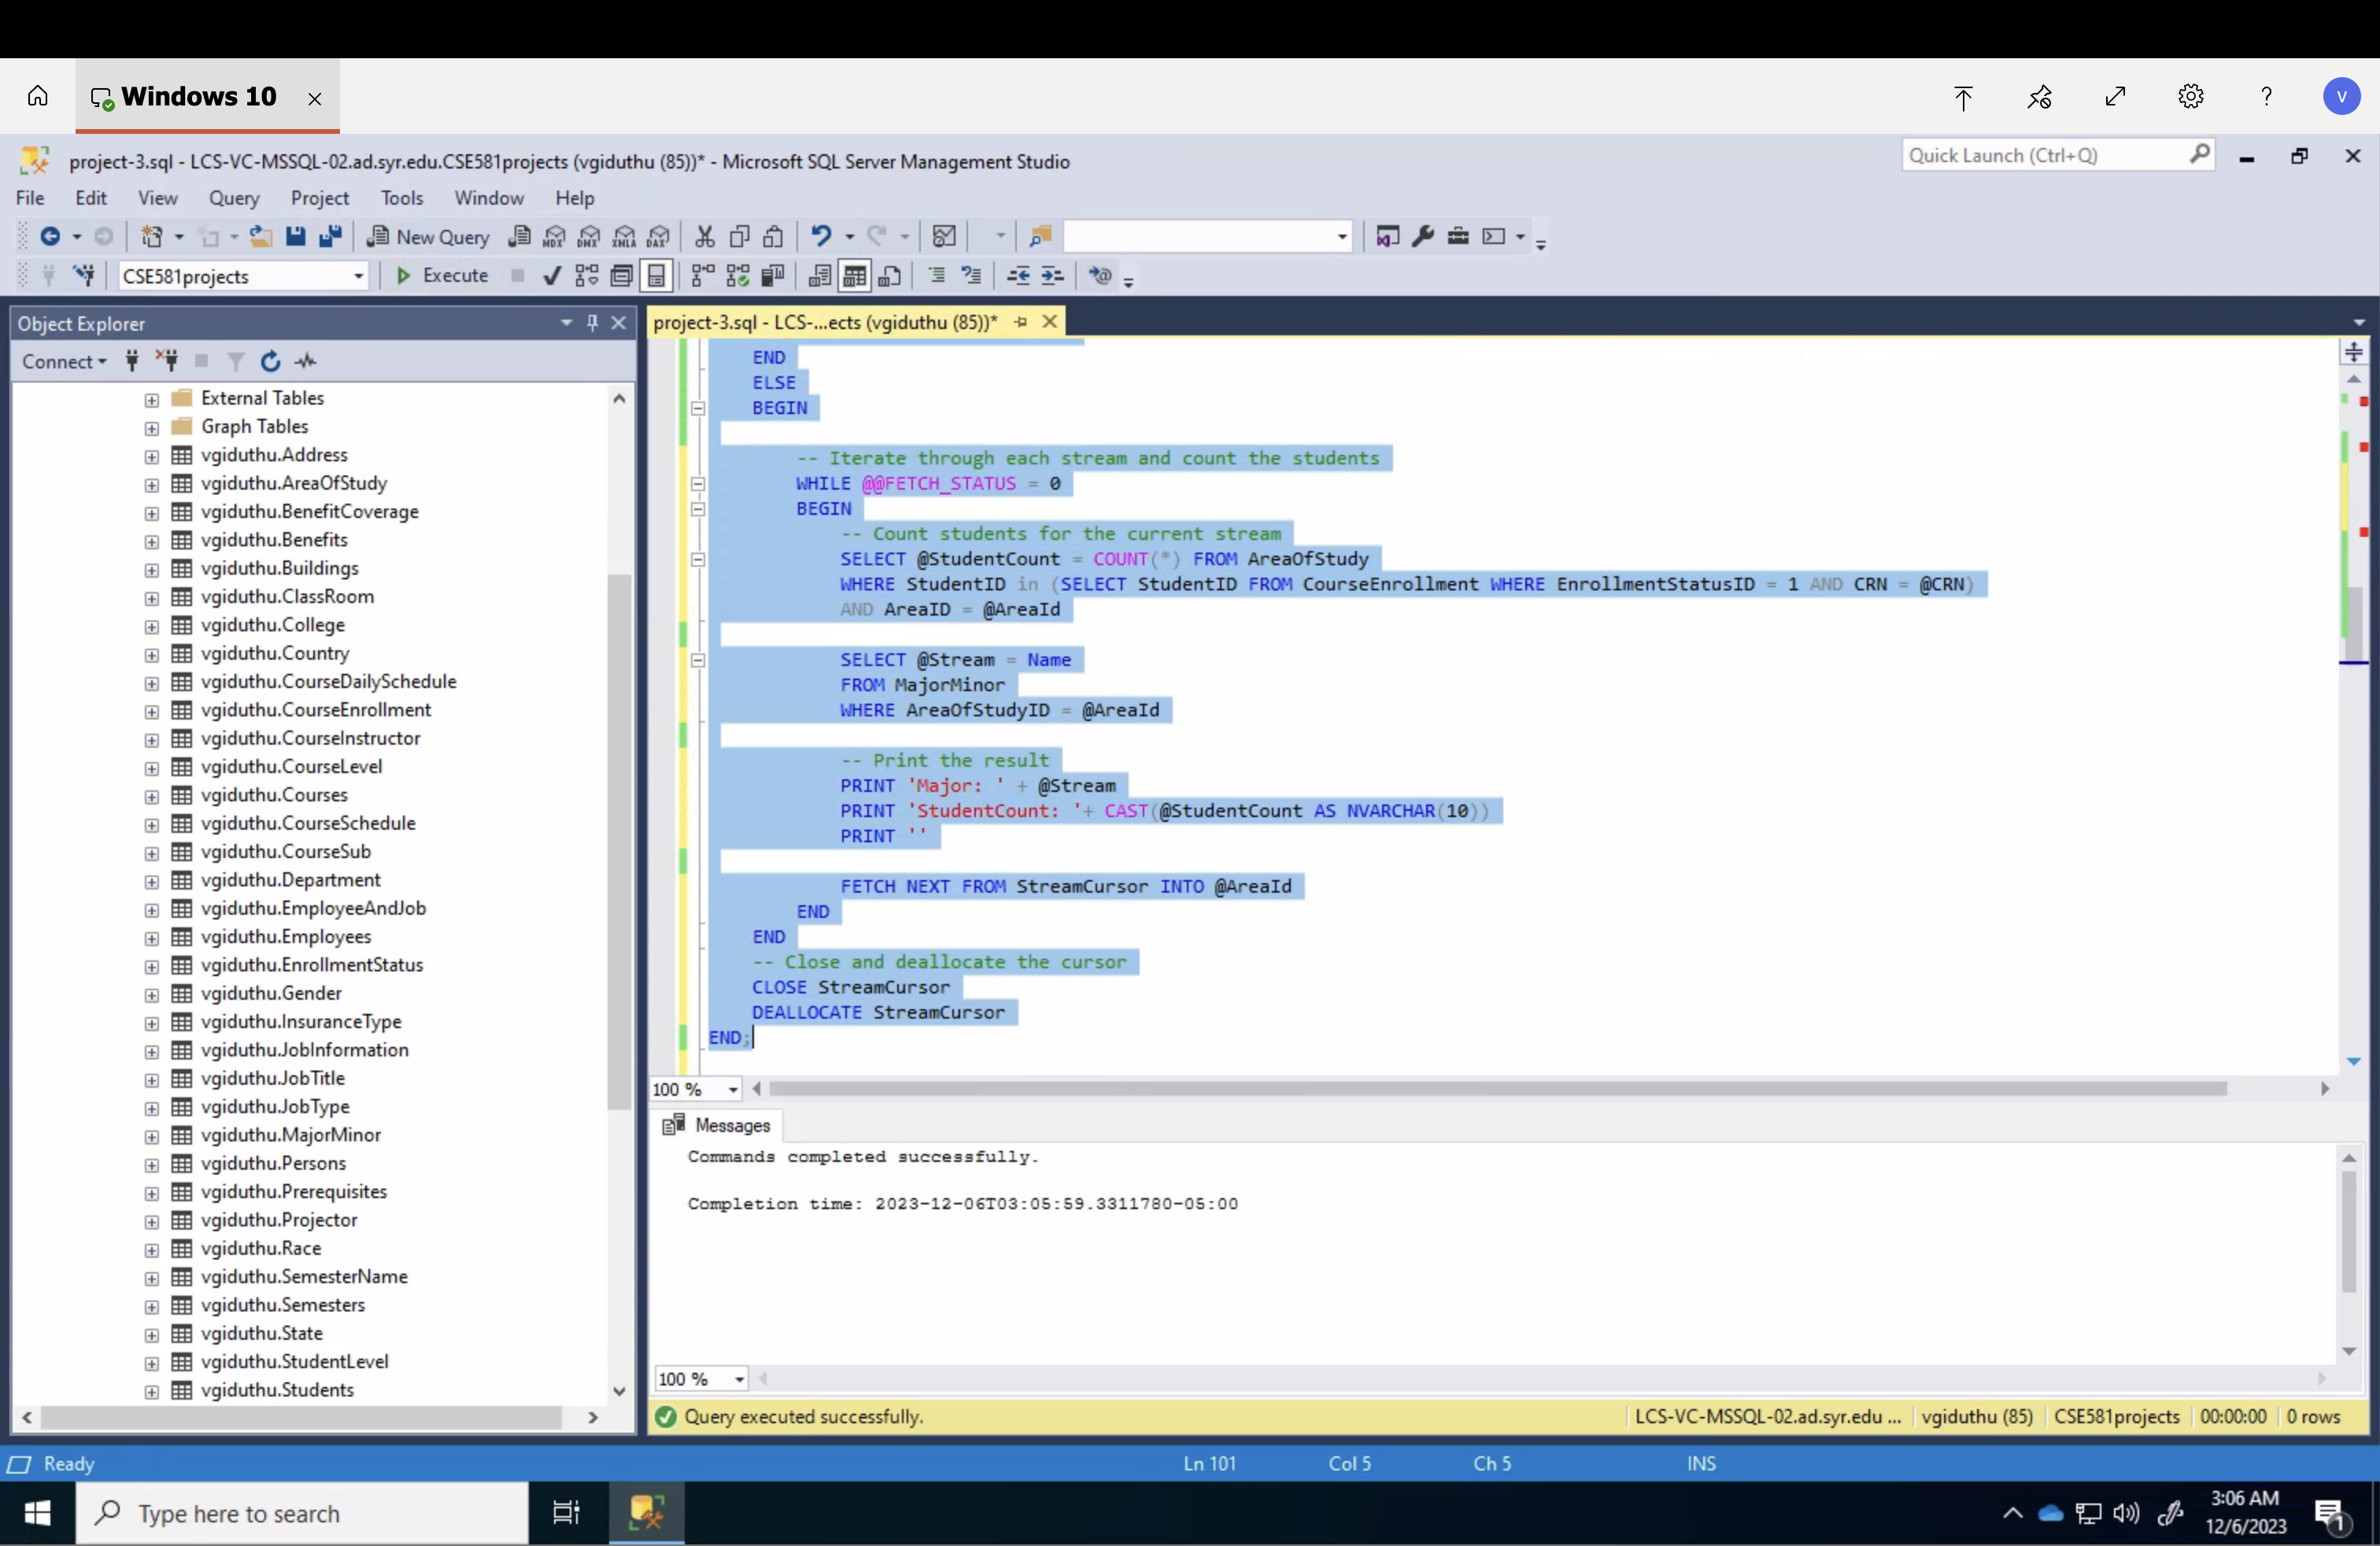 Windows 10
V
project-3.sql - LCS-VC-MSSQL-02.ad.syr.edu.CSE581projects (vgiduthu (85))* - Microsoft SQL Server Management Studio
Quick Launch (Ctrl+Q)
File Edit View Query Project Tools Window Help
New Query MDX DMX XMLA DAX
CSE581projects Execute
Object Explorer
project-3.sql - LCS-...ects (vgiduthu (85))*
Connect
External Tables
Graph Tables
vgiduthu.Address
vgiduthu.AreaOfStudy
vgiduthu.BenefitCoverage
vgiduthu.Benefits
vgiduthu.Buildings
vgiduthu.ClassRoom
vgiduthu.College
vgiduthu.Country
vgiduthu.CourseDailySchedule
vgiduthu.CourseEnrollment
vgiduthu.CourseInstructor
vgiduthu.CourseLevel
vgiduthu.Courses
vgiduthu.CourseSchedule
vgiduthu.CourseSub
vgiduthu.Department
vgiduthu.EmployeeAndJob
vgiduthu.Employees
vgiduthu.EnrollmentStatus
vgiduthu.Gender
vgiduthu.InsuranceType
vgiduthu.JobInformation
vgiduthu.JobTitle
vgiduthu.JobType
vgiduthu.MajorMinor
vgiduthu.Persons
vgiduthu.Prerequisites
vgiduthu.Projector
vgiduthu.Race
vgiduthu.SemesterName
vgiduthu.Semesters
vgiduthu.State
vgiduthu.StudentLevel
vgiduthu.Students
END
ELSE
BEGIN
-- Iterate through each stream and count the students
WHILE @@FETCH_STATUS = 0
BEGIN
-- Count students for the current stream
SELECT @StudentCount = COUNT(*) FROM AreaOfStudy
WHERE StudentID in (SELECT StudentID FROM CourseEnrollment WHERE EnrollmentStatusID = 1 AND CRN = @CRN)
AND AreaID = @AreaId
SELECT @Stream = Name
FROM MajorMinor
WHERE AreaOfStudyID = @AreaId
-- Print the result
PRINT 'Major: ' + @Stream
PRINT 'StudentCount: '+ CAST(@StudentCount AS NVARCHAR(10))
PRINT ''
FETCH NEXT FROM StreamCursor INTO @AreaId
END
END
-- Close and deallocate the cursor
CLOSE StreamCursor
DEALLOCATE StreamCursor
END;
100 %
Messages
Commands completed successfully.
Completion time: 2023-12-06T03:05:59.3311780-05:00
100 %
Query executed successfully. LCS-VC-MSSQL-02.ad.syr.edu ... vgiduthu (85) CSE581projects 00:00:00 0 rows
Ready Ln 101 Col 5 Ch 5 INS
Type here to search
3:06 AM
12/6/2023
1